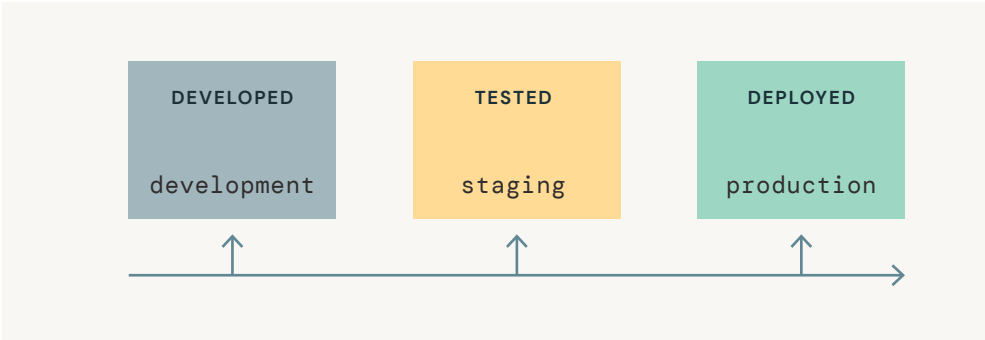 DEVELOPED
development
TESTED
staging
DEPLOYED
production